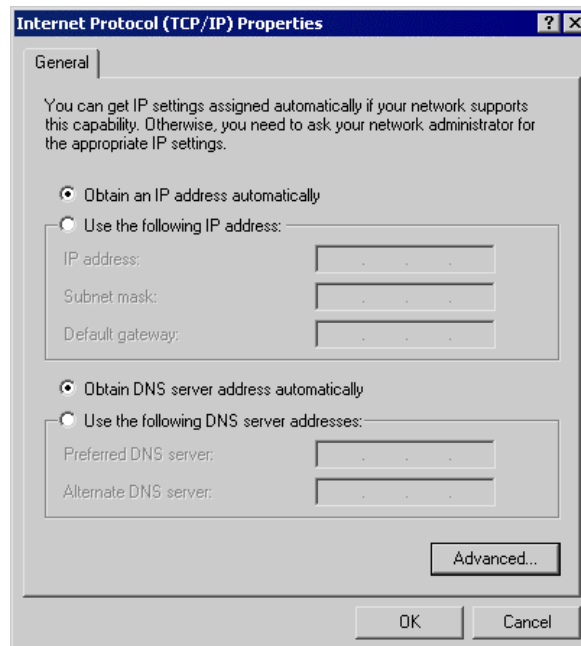 Internet Protocol (TCP/IP) Properties
General
You can get IP settings assigned automatically if your network supports
this capability. Otherwise, you need to ask your network administrator for
the appropriate IP settings.
Obtain an IP address automatically
Use the following IP address:
IP address:
Subnet mask:
Default gateway:
Obtain DNS server address automatically
Use the following DNS server addresses:
Preferred DNS server:
Alternate DNS server:
Advanced...
OK Cancel